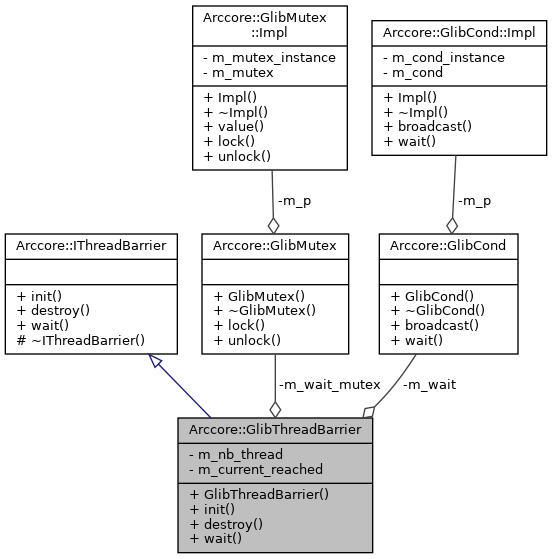 Arccore::GlibMutex
::Impl
- m_mutex_instance
- m_mutex
+ Impl()
+ ~Impl()
+ value()
+ lock()
+ unlock()
Arccore::GlibCond::Impl
- m_cond_instance
- m_cond
+ Impl()
+ ~Impl()
+ broadcast()
+ wait()
-m_p
-m_p
Arccore::IThreadBarrier
+ init()
+ destroy()
+ wait()
# ~IThreadBarrier()
Arccore::GlibMutex
+ GlibMutex()
+ ~GlibMutex()
+ lock()
+ unlock()
Arccore::GlibCond
+ GlibCond()
+ ~GlibCond()
+ broadcast()
+ wait()
-m_wait_mutex
-m_wait
Arccore::GlibThreadBarrier
- m_nb_thread
- m_current_reached
+ GlibThreadBarrier()
+ init()
+ destroy()
+ wait()